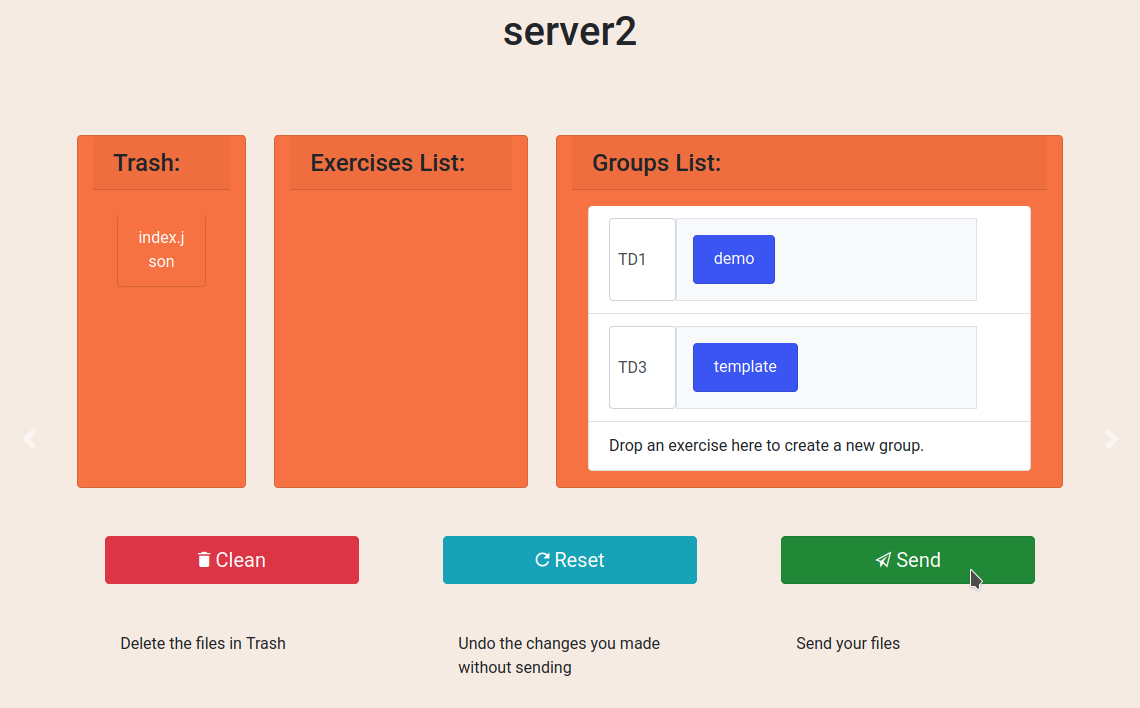 server2
Trash:
index.j
son
Exercises List:
Groups List:
TD1
demo
TD3
template
Drop an exercise here to create a new group.
Clean
Reset
Send
Delete the files in Trash
Undo the changes you made
without sending
Send your files